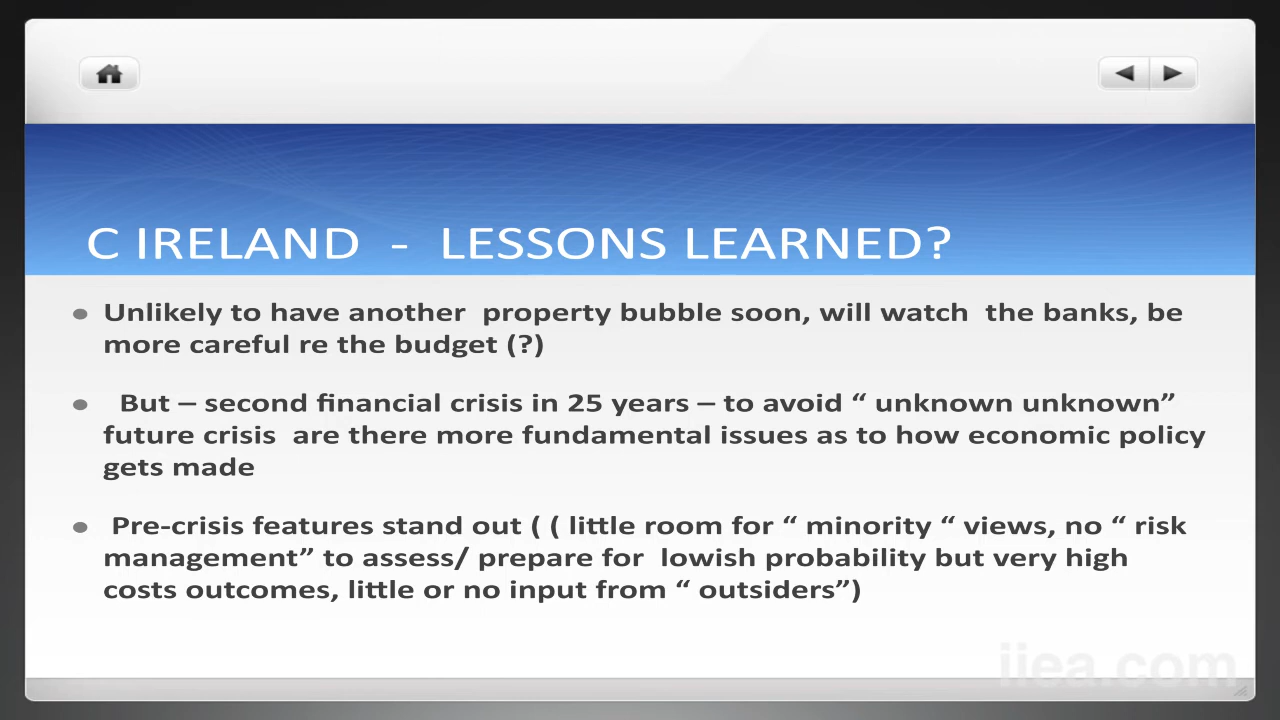 C IRELAND - LESSONS LEARNED?
Unlikely to have another property bubble soon, will watch the banks, be
more careful re the budget (?)
But – second financial crisis in 25 years – to avoid “ unknown unknown”
future crisis are there more fundamental issues as to how economic policy
gets made
Pre-crisis features stand out ( ( little room for “ minority “ views, no “ risk
management” to assess/ prepare for lowish probability but very high
costs outcomes, little or no input from “ outsiders”)
iiea.com